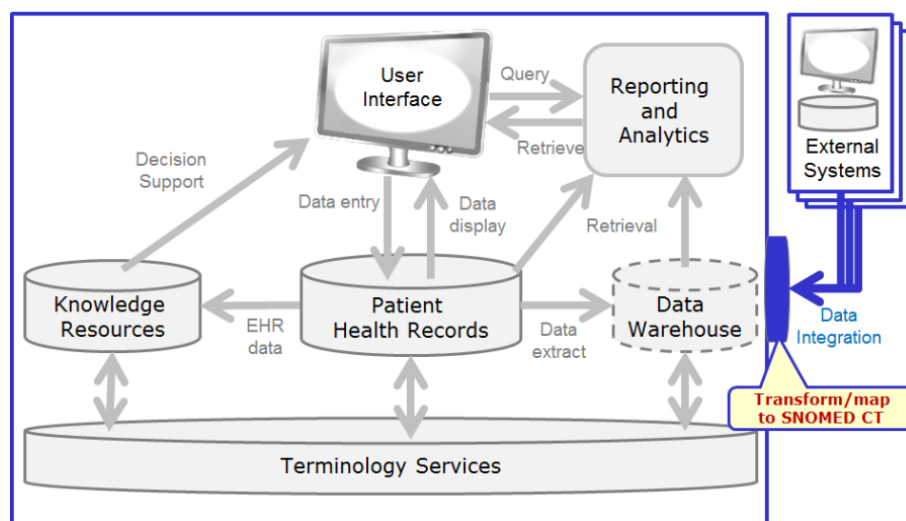 User
Interface
Query
Retrieve
Reporting
and
Analytics
External
Systems
Decision
Support
Data entry
Data
display
Retrieval
Knowledge
Resources
EHR
data
Patient
Health Records
Data
extract
Data
Warehouse
Data
Integration
Transform/map
to SNOMED CT
Terminology Services